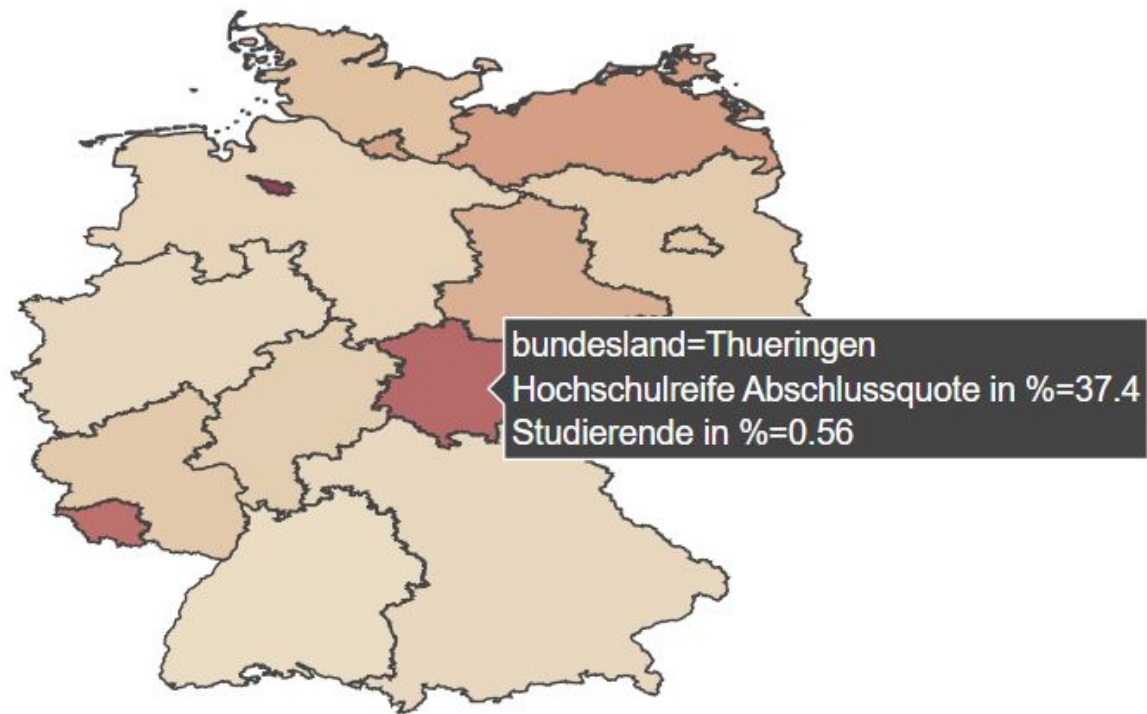 bundesland=Thueringen
Hochschulreife Abschlussquote in %=37.4
Studierende in %=0.56